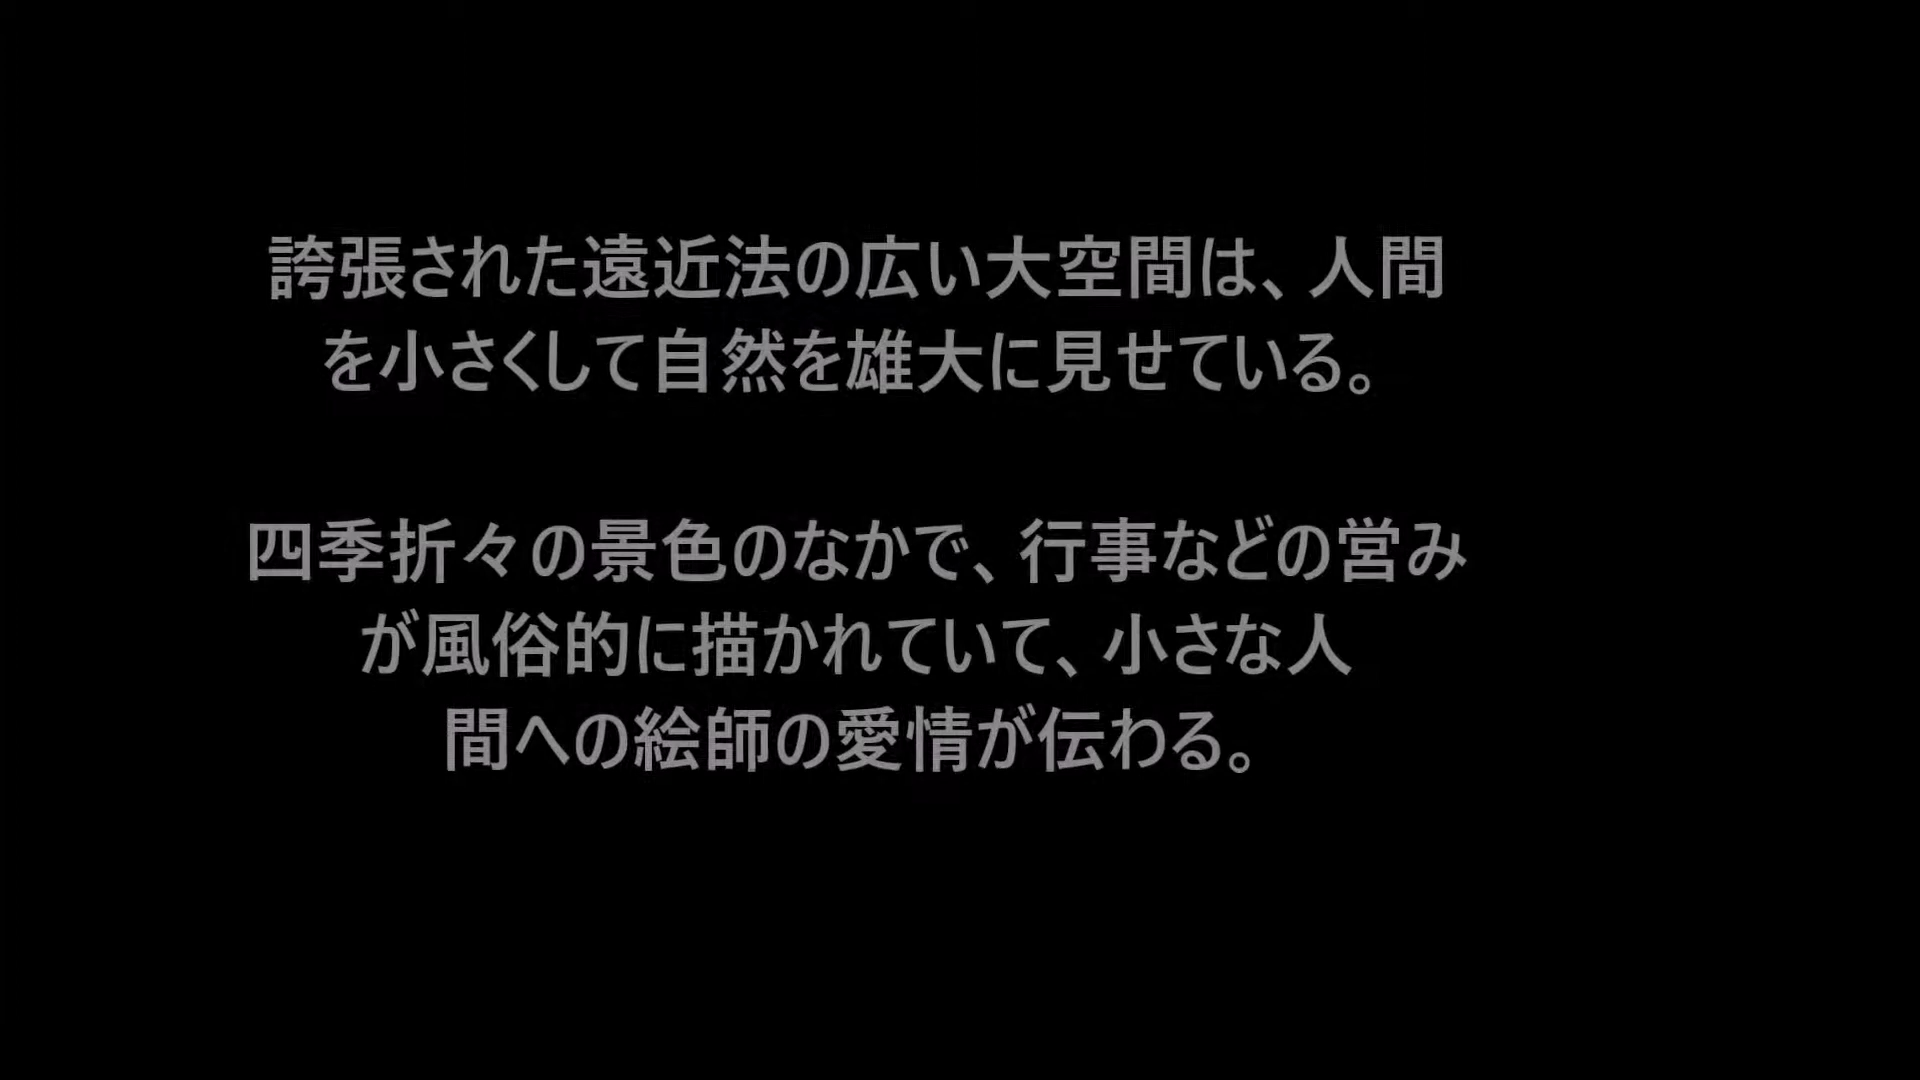 誇張された遠近法の広い大空間は、人間
を小さくして自然を雄大に見せている。
四季折々の景色のなかで、行事などの営み
が風俗的に描かれていて、小さな人
間への絵師の愛情が伝わる。